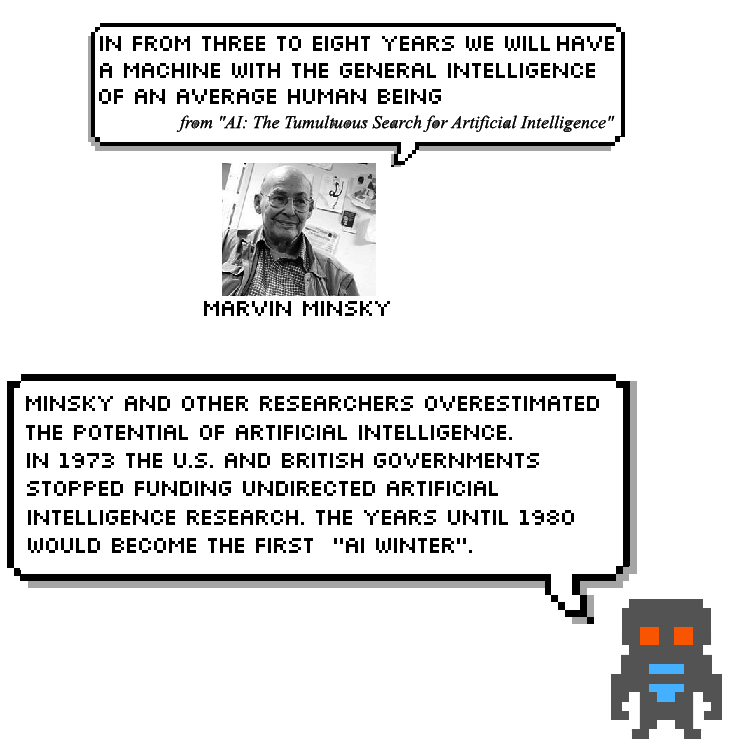 IN FROM THREE TO EIGHT YEARS WE WILL HAVE
A MACHINE WITH THE GENERAL INTELLIGENCE
OF AN AVERAGE HUMAN BEING
from "AI: The Tumultuous Search for Artificial Intelligence"
MARVIN MINSKY
MINSKY AND OTHER RESEARCHERS OVERESTIMATED
THE POTENTIAL OF ARTIFICIAL INTELLIGENCE.
IN 1973 THE U.S. AND BRITISH GOVERNMENTS
STOPPED FUNDING UNDIRECTED ARTIFICIAL
INTELLIGENCE RESEARCH. THE YEARS UNTIL 1980
WOULD BECOME THE FIRST "AI WINTER".